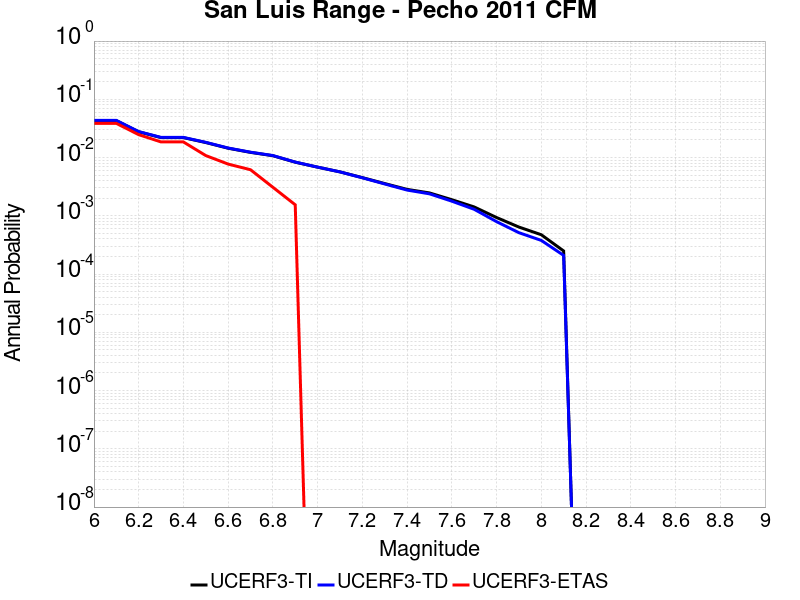 San Luis Range - Pecho 2011 CFM
10^0
10^-1
10^-2
10^-3
10^-4
10^-5
10^-6
10^-7
10^-8
Annual Probability
6 6.2 6.4 6.6 6.8 7 7.2 7.4 7.6 7.8 8 8.2 8.4 8.6 8.8 9
Magnitude
UCERF3-TI UCERF3-TD UCERF3-ETAS